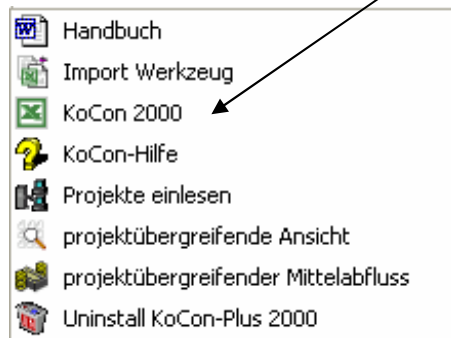 Handbuch
Import Werkzeug
KoCon 2000
KoCon-Hilfe
Projekte einlesen
projektübergreifende Ansicht
projektübergreifender Mittelabfluss
Uninstall KoCon-Plus 2000